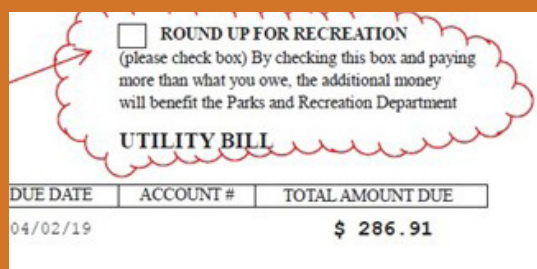 ROUND UP FOR RECREATION
(please check box) By checking this box and paying
more than what you owe, the additional money
will benefit the Parks and Recreation Department
UTILITY BILL
DUE DATE ACCOUNT # TOTAL AMOUNT DUE
04/02/19 $ 286.91